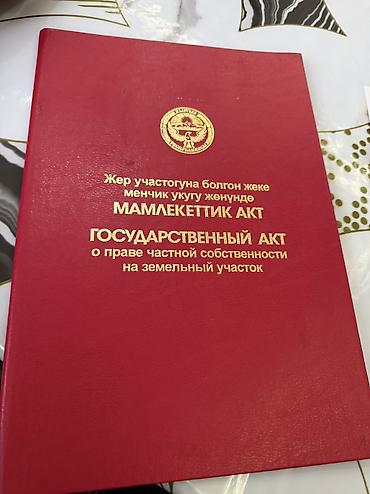 Жер участогуна болгон жеке
менчик укугу жөнүндө
МАМЛЕКЕТТИК АКТ
ГОСУДАРСТВЕННЫЙ АКТ
о праве частной собственности
на земельный участок